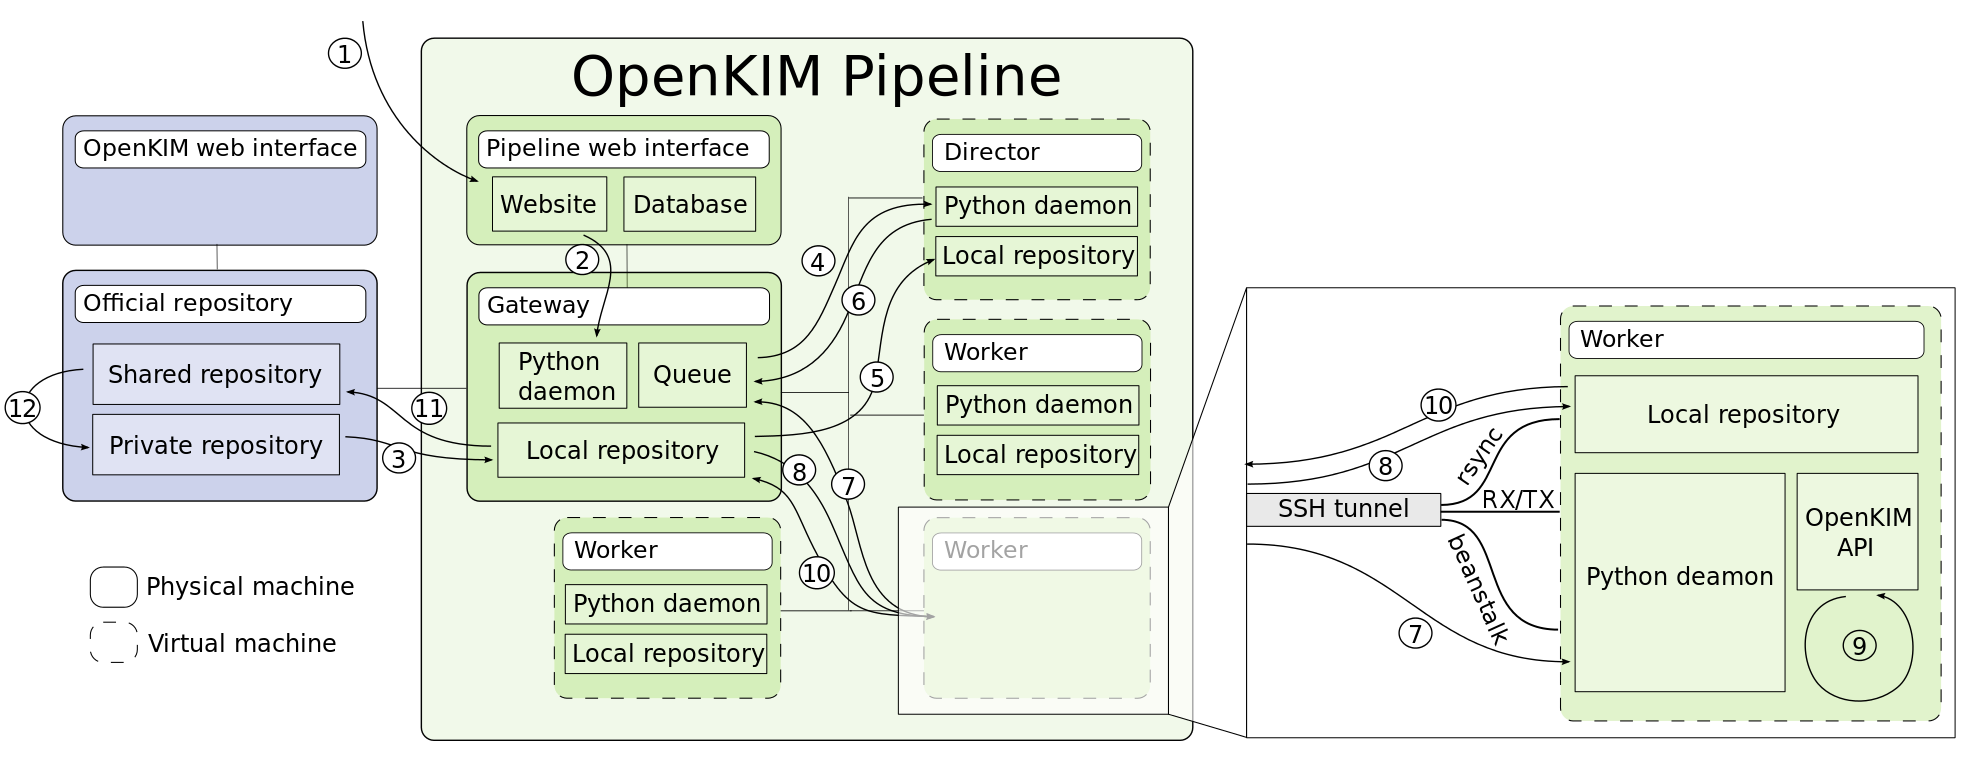 1
OpenKIM Pipeline
OpenKIM web interface
Official repository
Shared repository
Private repository
12
11
3
Physical machine
Virtual machine
Pipeline web interface
Website
Database
2
Gateway
Python
daemon
Queue
Local repository
4
6
5
8
7
10
Director
Python daemon
Local repository
Worker
Python daemon
Local repository
Worker
Python daemon
Local repository
Worker
Worker
Local repository
Python deamon
OpenKIM
API
9
10
8
rsync
SSH tunnel
RX/TX
beanstalk
7